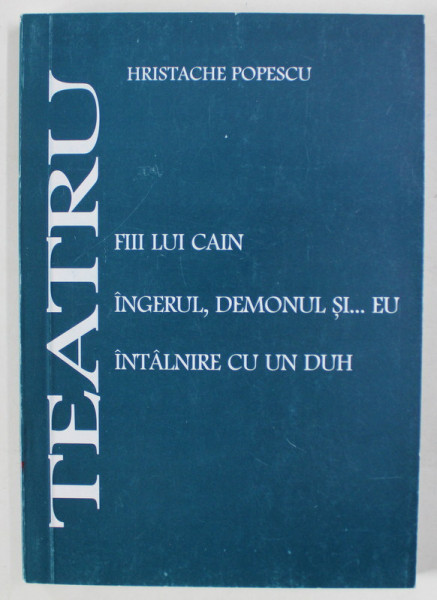 HRISTACHE POPESCU
TEATRU
FIII LUI CAIN
ÎNGERUL, DEMONUL ȘI... EU
ÎNTÂLNIRE CU UN DUH